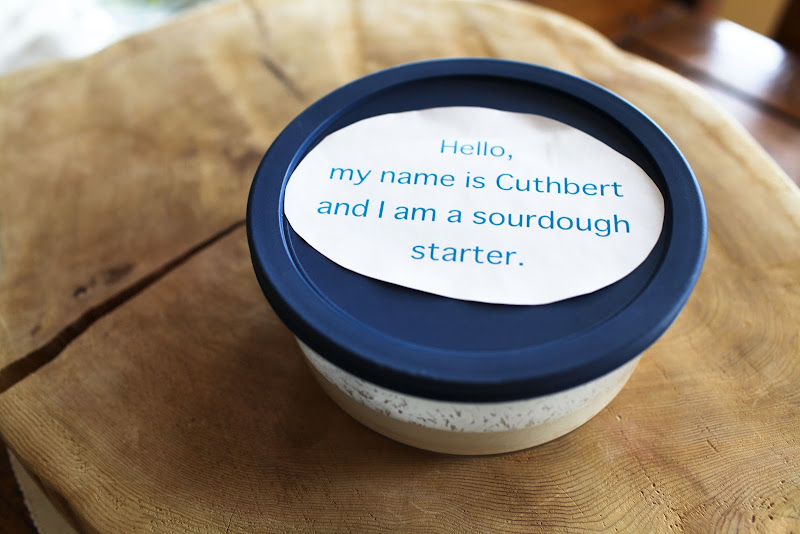 Hello,
my name is Cuthbert
and I am a sourdough
starter.